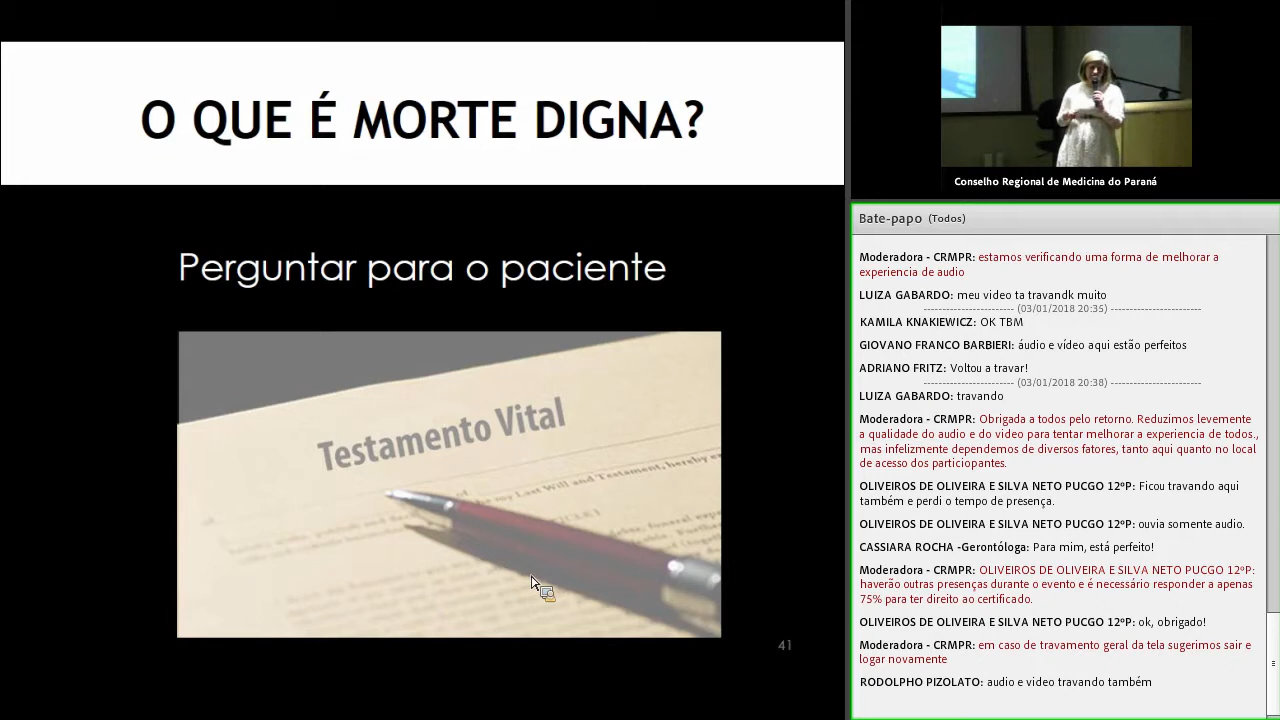 O QUE É MORTE DIGNA?
Perguntar para o paciente
Testamento Vital
my Last Will and Testament, hereby
41
Conselho Regional de Medicina do Paraná
Bate-papo (Todos)
Moderadora - CRMPR: estamos verificando uma forma de melhorar a
experiencia de audio
LUIZA GABARDO: meu video ta travandk muito
------------------------ (03/01/2018 20:35) ------------------------
KAMILA KNAKIEWICZ: OK TBM
GIOVANO FRANCO BARBIERI: áudio e vídeo aqui estão perfeitos
ADRIANO FRITZ: Voltou a travar!
------------------------ (03/01/2018 20:38) ------------------------
LUIZA GABARDO: travando
Moderadora - CRMPR: Obrigada a todos pelo retorno. Reduzimos levemente
a qualidade do audio e do video para tentar melhorar a experiencia de todos.,
mas infelizmente dependemos de diversos fatores, tanto aqui quanto no local
de acesso dos participantes.
OLIVEIROS DE OLIVEIRA E SILVA NETO PUCGO 12ºP: Ficou travando aqui
também e perdi o tempo de presença.
OLIVEIROS DE OLIVEIRA E SILVA NETO PUCGO 12ºP: ouvia somente audio.
CASSIARA ROCHA -Gerontóloga: Para mim, está perfeito!
Moderadora - CRMPR: OLIVEIROS DE OLIVEIRA E SILVA NETO PUCGO 12ºP:
haverão outras presenças durante o evento e é necessário responder a apenas
75% para ter direito ao certificado.
OLIVEIROS DE OLIVEIRA E SILVA NETO PUCGO 12ºP: ok, obrigado!
Moderadora - CRMPR: em caso de travamento geral da tela sugerimos sair e
logar novamente
RODOLPHO PIZOLATO: audio e video travando também